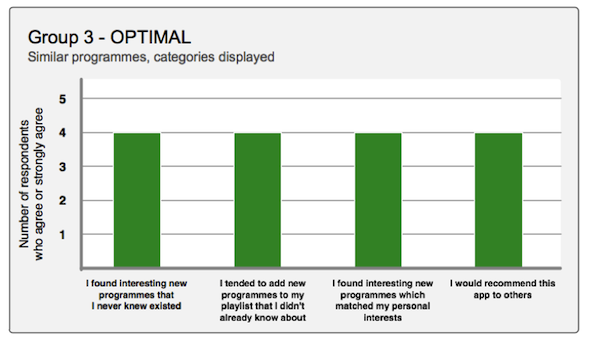 Group 3 - OPTIMAL
Similar programmes, categories displayed
Number of respondents
who agree or strongly agree
5
4
3
2
1
I found interesting new
programmes that
I never knew existed
I tended to add new
programmes to my
playlist that I didn't
already know about
I found interesting new
programmes which
matched my personal
interests
I would recommend this
app to others